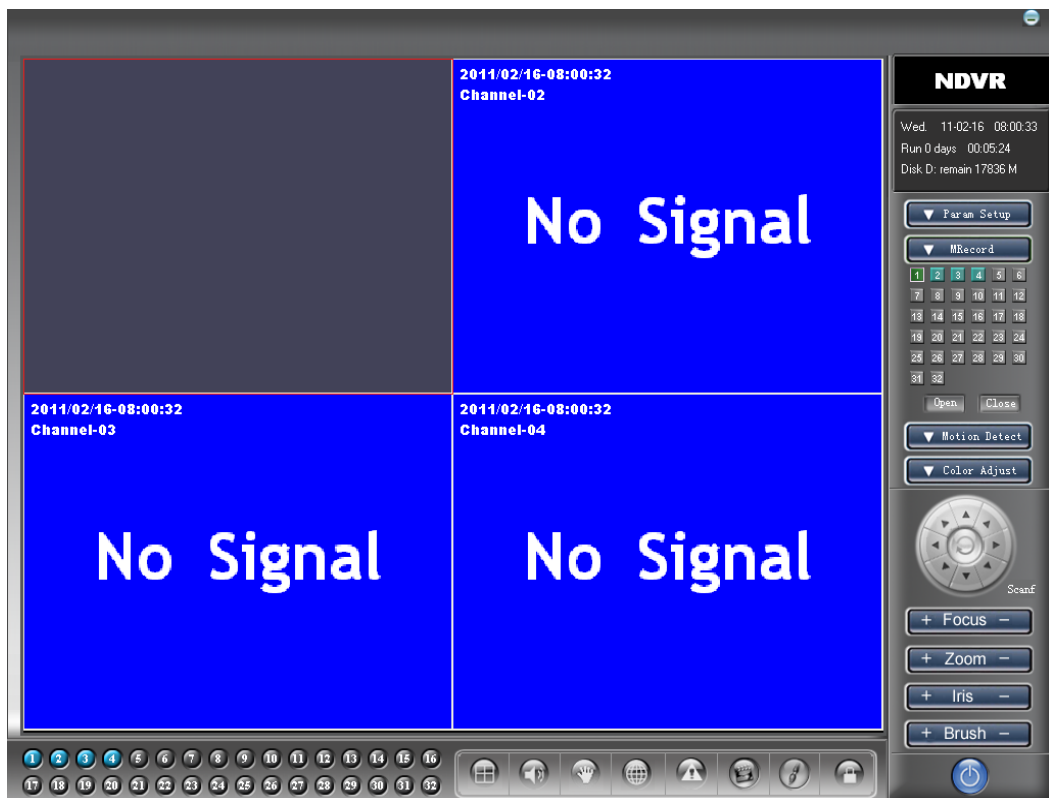 2011/02/16-08:00:32
Channel-02
No Signal
2011/02/16-08:00:32
Channel-03
No Signal
2011/02/16-08:00:32
Channel-04
No Signal
NDVR
Wed. 11-02-16 08:00:33
Run 0 days 00:05:24
Disk D: remain 17836 M
▼ Param Setup
▼ MRecord
1 2 3 4 5 6
7 8 9 10 11 12
13 14 15 16 17 18
19 20 21 22 23 24
25 26 27 28 29 30
31 32
Open Close
▼ Motion Detect
▼ Color Adjust
Scanf
+ Focus −
+ Zoom −
+ Iris −
+ Brush −
1 2 3 4 5 6 7 8 9 10 11 12 13 14 15 16
17 18 19 20 21 22 23 24 25 26 27 28 29 30 31 32